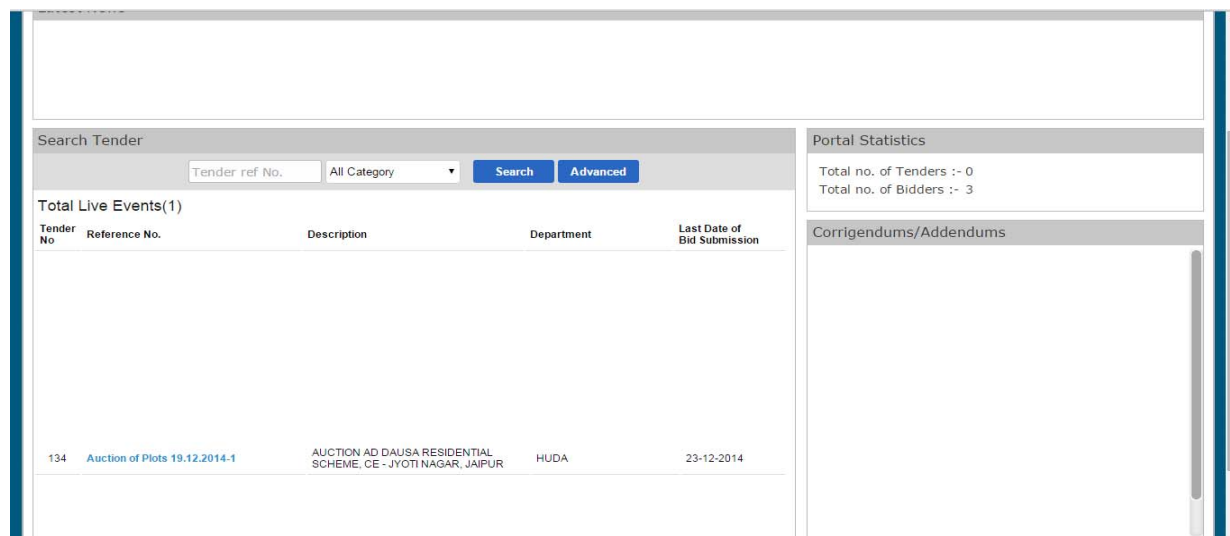 Search Tender
Tender ref No. All Category Search Advanced
Total Live Events(1)
Tender No Reference No. Description Department Last Date of Bid Submission
134 Auction of Plots 19.12.2014-1 AUCTION AD DAUSA RESIDENTIAL SCHEME, CE - JYOTI NAGAR, JAIPUR HUDA 23-12-2014
Portal Statistics
Total no. of Tenders :- 0
Total no. of Bidders :- 3
Corrigendums/Addendums